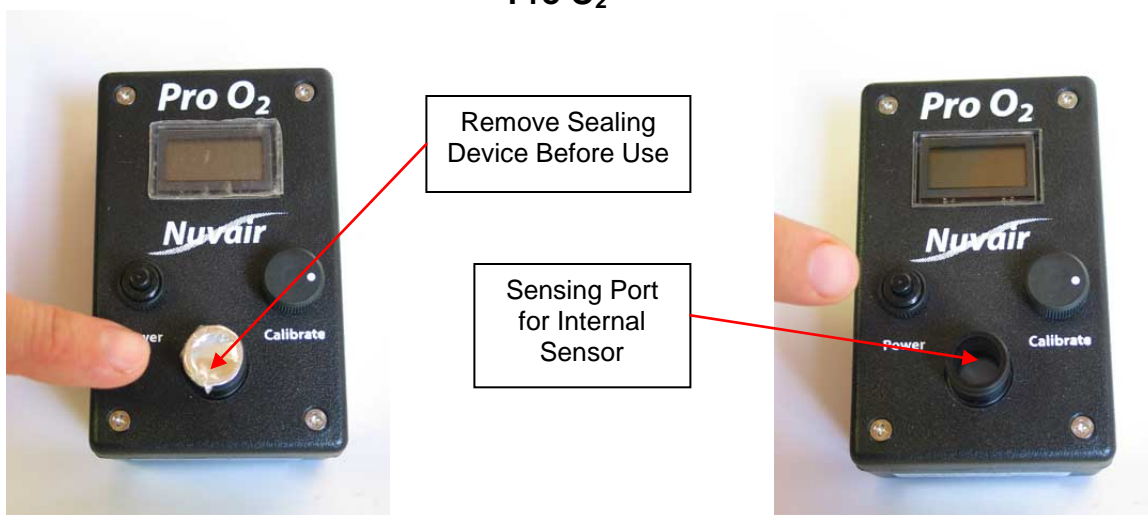 Pro O₂
Pro O₂
Nuvair
Calibrate
Remove Sealing
Device Before Use
Sensing Port
for Internal
Sensor
Pro O₂
Nuvair
Power
Calibrate